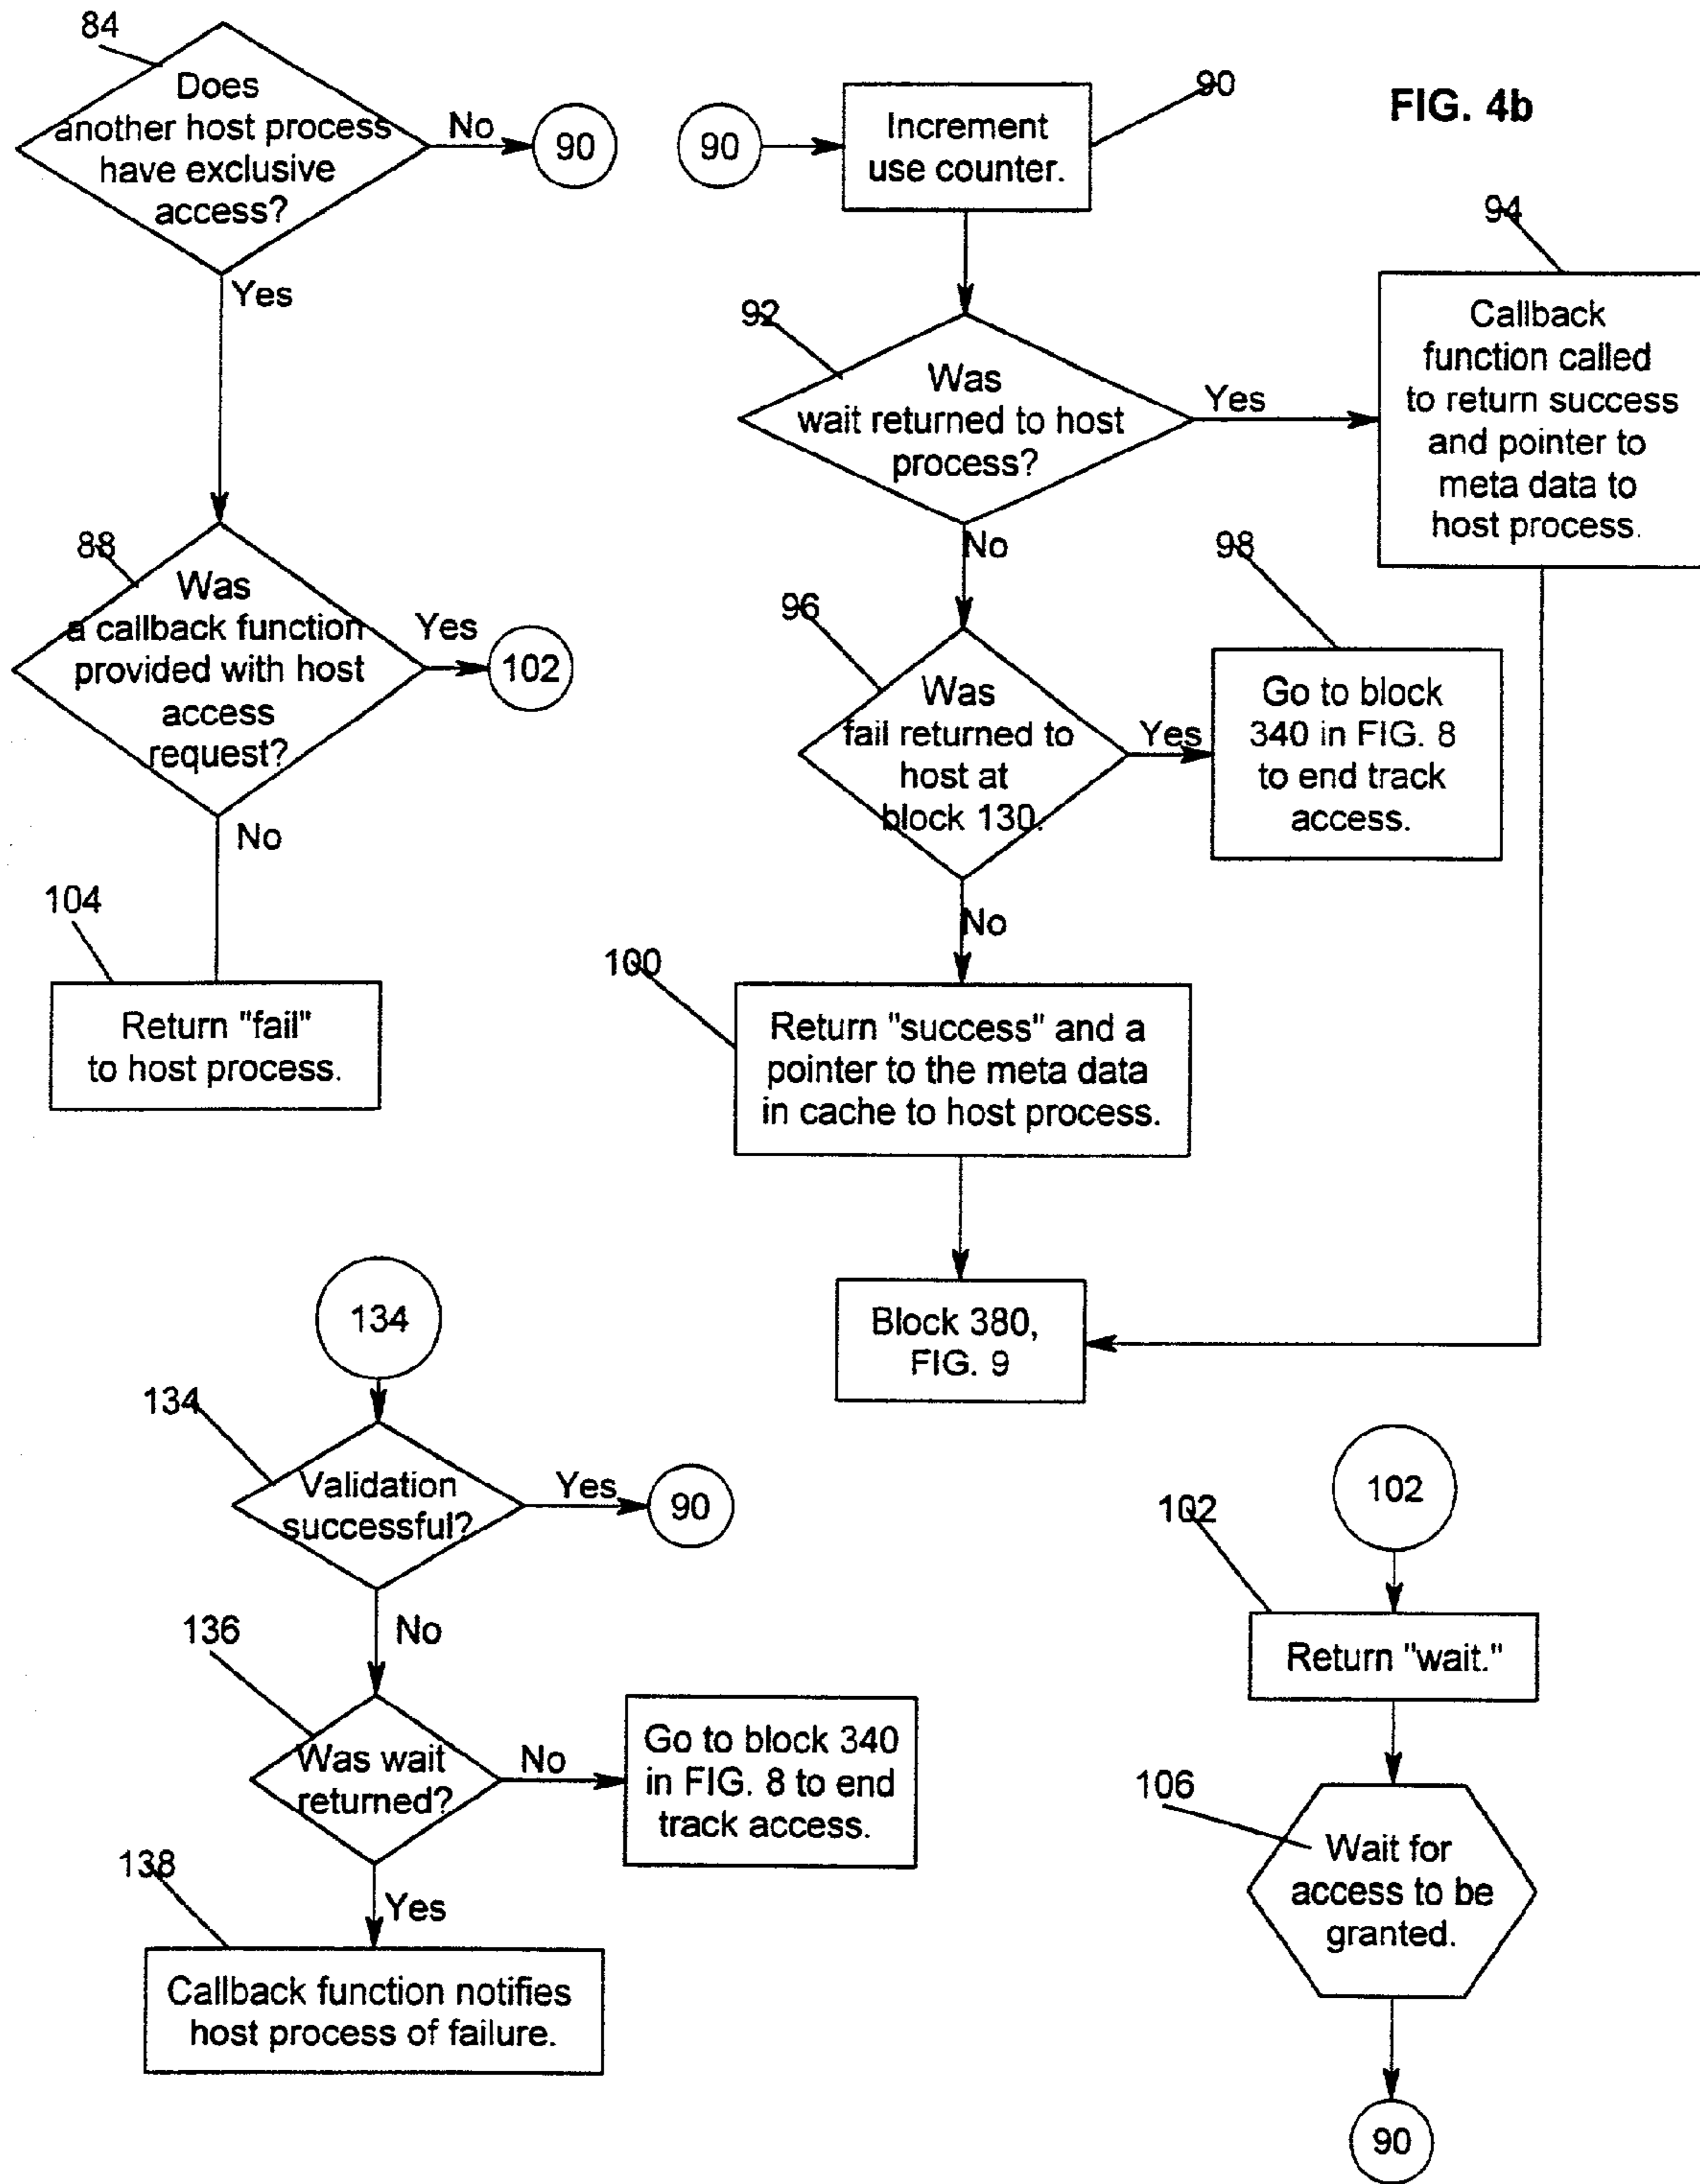 FIG. 4b
84
Does
another host process
have exclusive
access?
No
90
Yes
88
Was
a callback function
provided with host
access
request?
Yes
102
No
104
Return "fail"
to host process.
90
90
Increment
use counter.
92
Was
wait returned to host
process?
Yes
94
Callback
function called
to return success
and pointer to
meta data to
host process.
No
96
Was
fail returned to
host at
block 130.
Yes
98
Go to block
340 in FIG. 8
to end track
access.
No
100
Return "success" and a
pointer to the meta data
in cache to host process.
Block 380,
FIG. 9
134
134
Validation
successful?
Yes
90
No
136
Was wait
returned?
No
Go to block 340
in FIG. 8 to end
track access.
Yes
138
Callback function notifies
host process of failure.
102
102
Return "wait."
106
Wait for
access to be
granted.
90